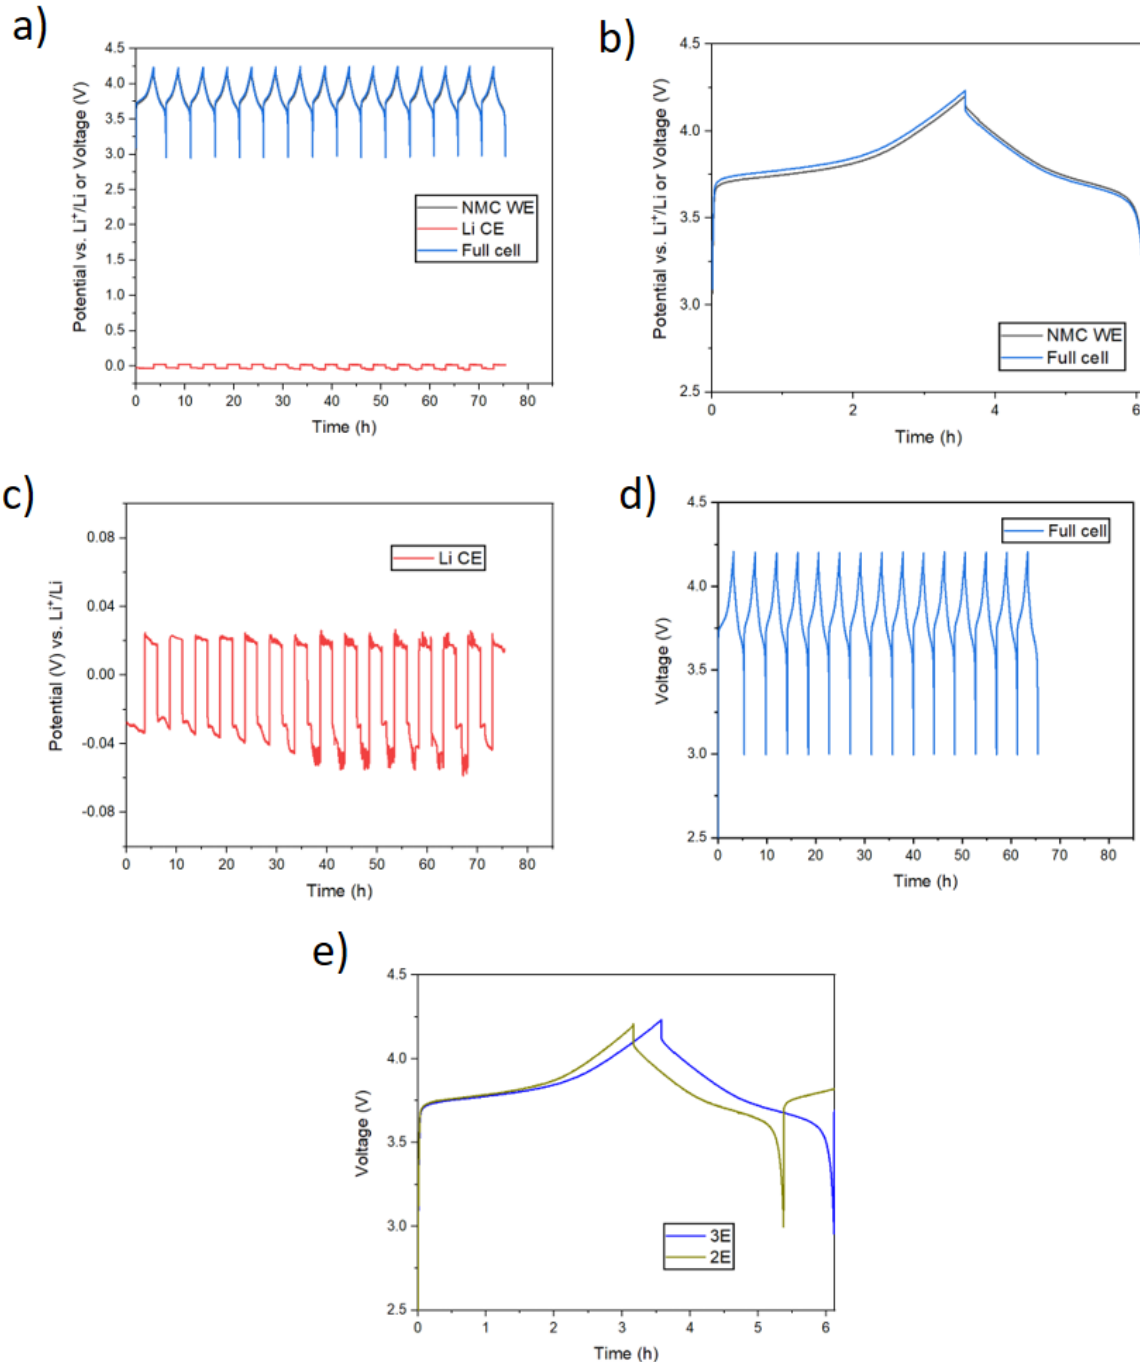 a)
4.5
4.0
3.5
3.0
2.5
2.0
1.5
1.0
0.5
0.0
Potential vs. Li⁺/Li or Voltage (V)
NMC WE
Li CE
Full cell
0 10 20 30 40 50 60 70 80
Time (h)
b)
4.5
4.0
3.5
3.0
2.5
Potential vs. Li⁺/Li or Voltage (V)
NMC WE
Full cell
0 2 4 6
Time (h)
c)
0.08
0.04
0.00
-0.04
-0.08
Potential (V) vs. Li⁺/Li
Li CE
0 10 20 30 40 50 60 70 80
Time (h)
d)
4.5
4.0
3.5
3.0
2.5
Voltage (V)
Full cell
0 10 20 30 40 50 60 70 80
Time (h)
e)
4.5
4.0
3.5
3.0
2.5
Voltage (V)
3E
2E
0 1 2 3 4 5 6
Time (h)